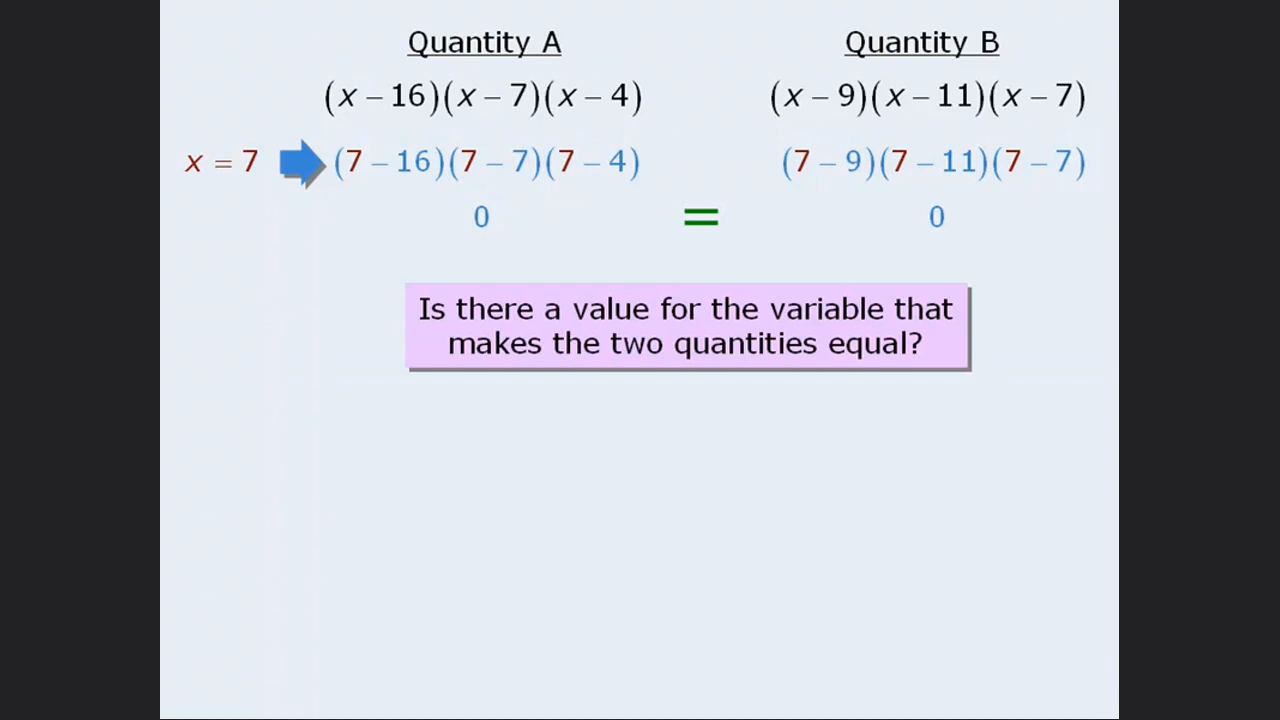 Quantity A Quantity B
(x – 16)(x – 7)(x – 4) (x – 9)(x – 11)(x – 7)
x = 7 (7 – 16)(7 – 7)(7 – 4) (7 – 9)(7 – 11)(7 – 7)
0 = 0
Is there a value for the variable that
makes the two quantities equal?